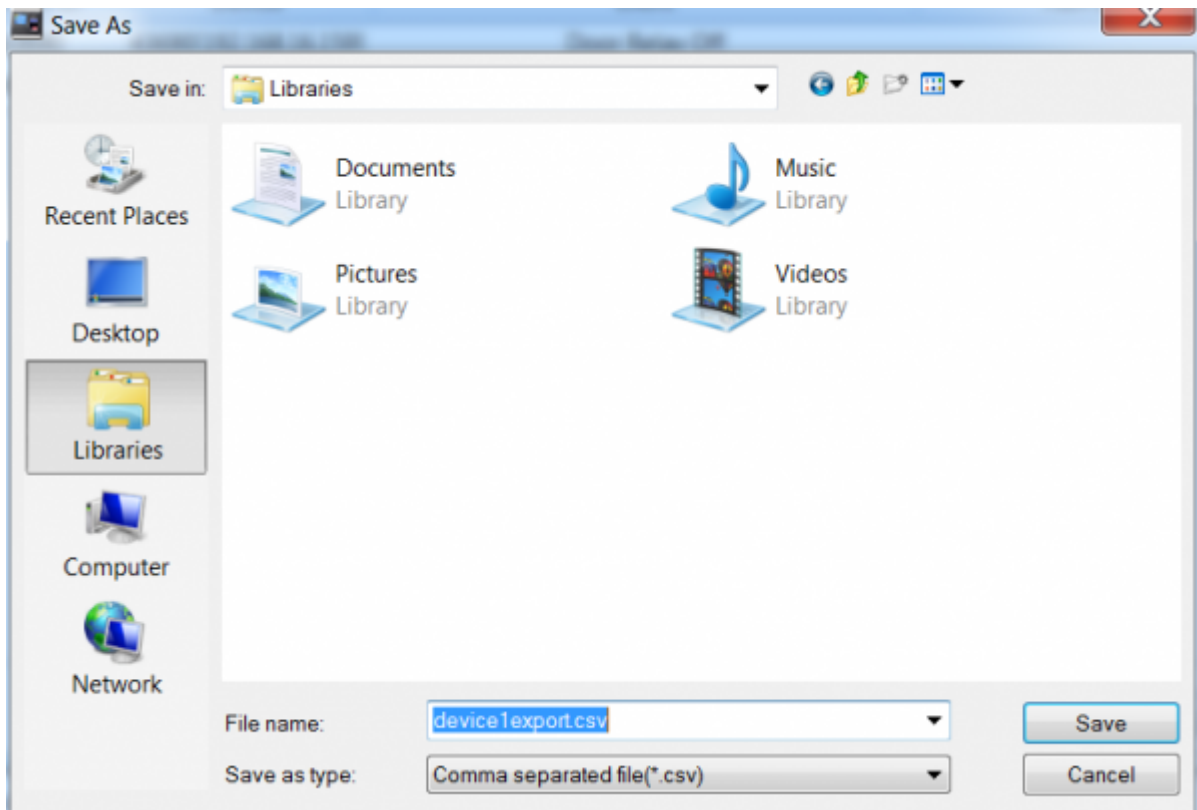 Save As
Save in:
Libraries
Documents
Library
Music
Library
Pictures
Library
Videos
Library
Recent Places
Desktop
Libraries
Computer
Network
File name:
device1export.csv
Save
Save as type:
Comma separated file(*.csv)
Cancel